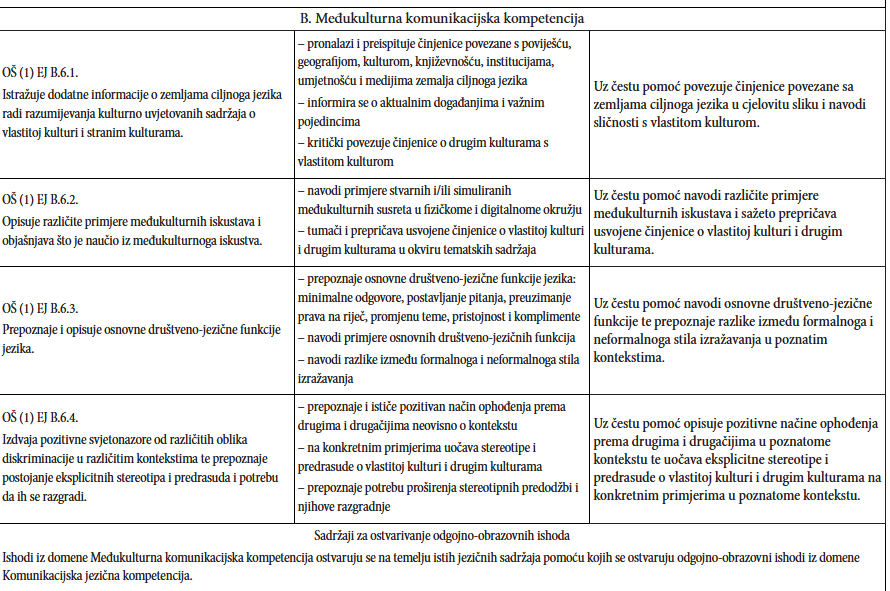 B. Međukulturna komunikacijska kompetencija
OŠ (1) EJ B.6.1.
Istražuje dodatne informacije o zemljama ciljnoga jezika
radi razumijevanja kulturno uvjetovanih sadržaja o
vlastitoj kulturi i stranim kulturama.
– pronalazi i preispituje činjenice povezane s poviješću,
geografijom, kulturom, književnošću, institucijama,
umjetnošću i medijima zemalja ciljnoga jezika
– informira se o aktualnim događanjima i važnim
pojedincima
– kritički povezuje činjenice o drugim kulturama s
vlastitom kulturom
Uz čestu pomoć povezuje činjenice povezane sa
zemljama ciljnog jezika u cjelovitu sliku i navodi
sličnosti s vlastitom kulturom.
OŠ (1) EJ B.6.2.
Opisuje različite primjere međukulturnih iskustava i
objašnjava što je naučio iz međukulturnoga iskustva.
– navodi primjere stvarnih i/ili simuliranih
međukulturnih susreta u fizičkome i digitalnome okružju
– tumači i prepričava usvojene činjenice o vlastitoj kulturi
i drugim kulturama u okviru tematskih sadržaja
Uz čestu pomoć navodi različite primjere
međukulturnih iskustava i sažeto prepričava
usvojene činjenice o vlastitoj kulturi i drugim
kulturama.
OŠ (1) EJ B.6.3.
Prepoznaje i opisuje osnovne društveno-jezične funkcije
jezika.
– prepoznaje osnovne društveno-jezične funkcije jezika:
minimalne odgovore, postavljanje pitanja, preuzimanje
prava na riječ, promjenu teme, pristojnost i komplimente
– navodi primjere osnovnih društveno-jezičnih funkcija
– navodi razlike između formalnoga i neformalnoga stila
izražavanja
Uz čestu pomoć navodi osnovne društveno-jezične
funkcije te prepoznaje razlike između formalnoga i
neformalnoga stila izražavanja u poznatim
kontekstima.
OŠ (1) EJ B.6.4.
Izdvaja pozitivne svjetonazore od različitih oblika
diskriminacije u različitim kontekstima te prepoznaje
postojanje eksplicitnih stereotipa i predrasuda i potrebu
da ih se razgradi.
– prepoznaje i ističe pozitivan način ophođenja prema
drugima i drugačijima neovisno o kontekstu
– na konkretnim primjerima uočava stereotipe i
predrasude o vlastitoj kulturi i drugim kulturama
– prepoznaje potrebu proširenja stereotipnih predodžbi i
njihove razgradnje
Uz čestu pomoć opisuje pozitivne načine ophođenja
prema drugima i drugačijima u poznatome
kontekstu te uočava eksplicitne stereotipe i
predrasude o vlastitoj kulturi i drugim kulturama na
konkretnim primjerima u poznatome kontekstu.
Sadržaji za ostvarivanje odgojno-obrazovnih ishoda
Ishodi iz domene Međukulturna komunikacijska kompetencija ostvaruju se na temelju istih jezičnih sadržaja pomoću kojih se ostvaruju odgojno-obrazovni ishodi iz domene
Komunikacijska jezična kompetencija.